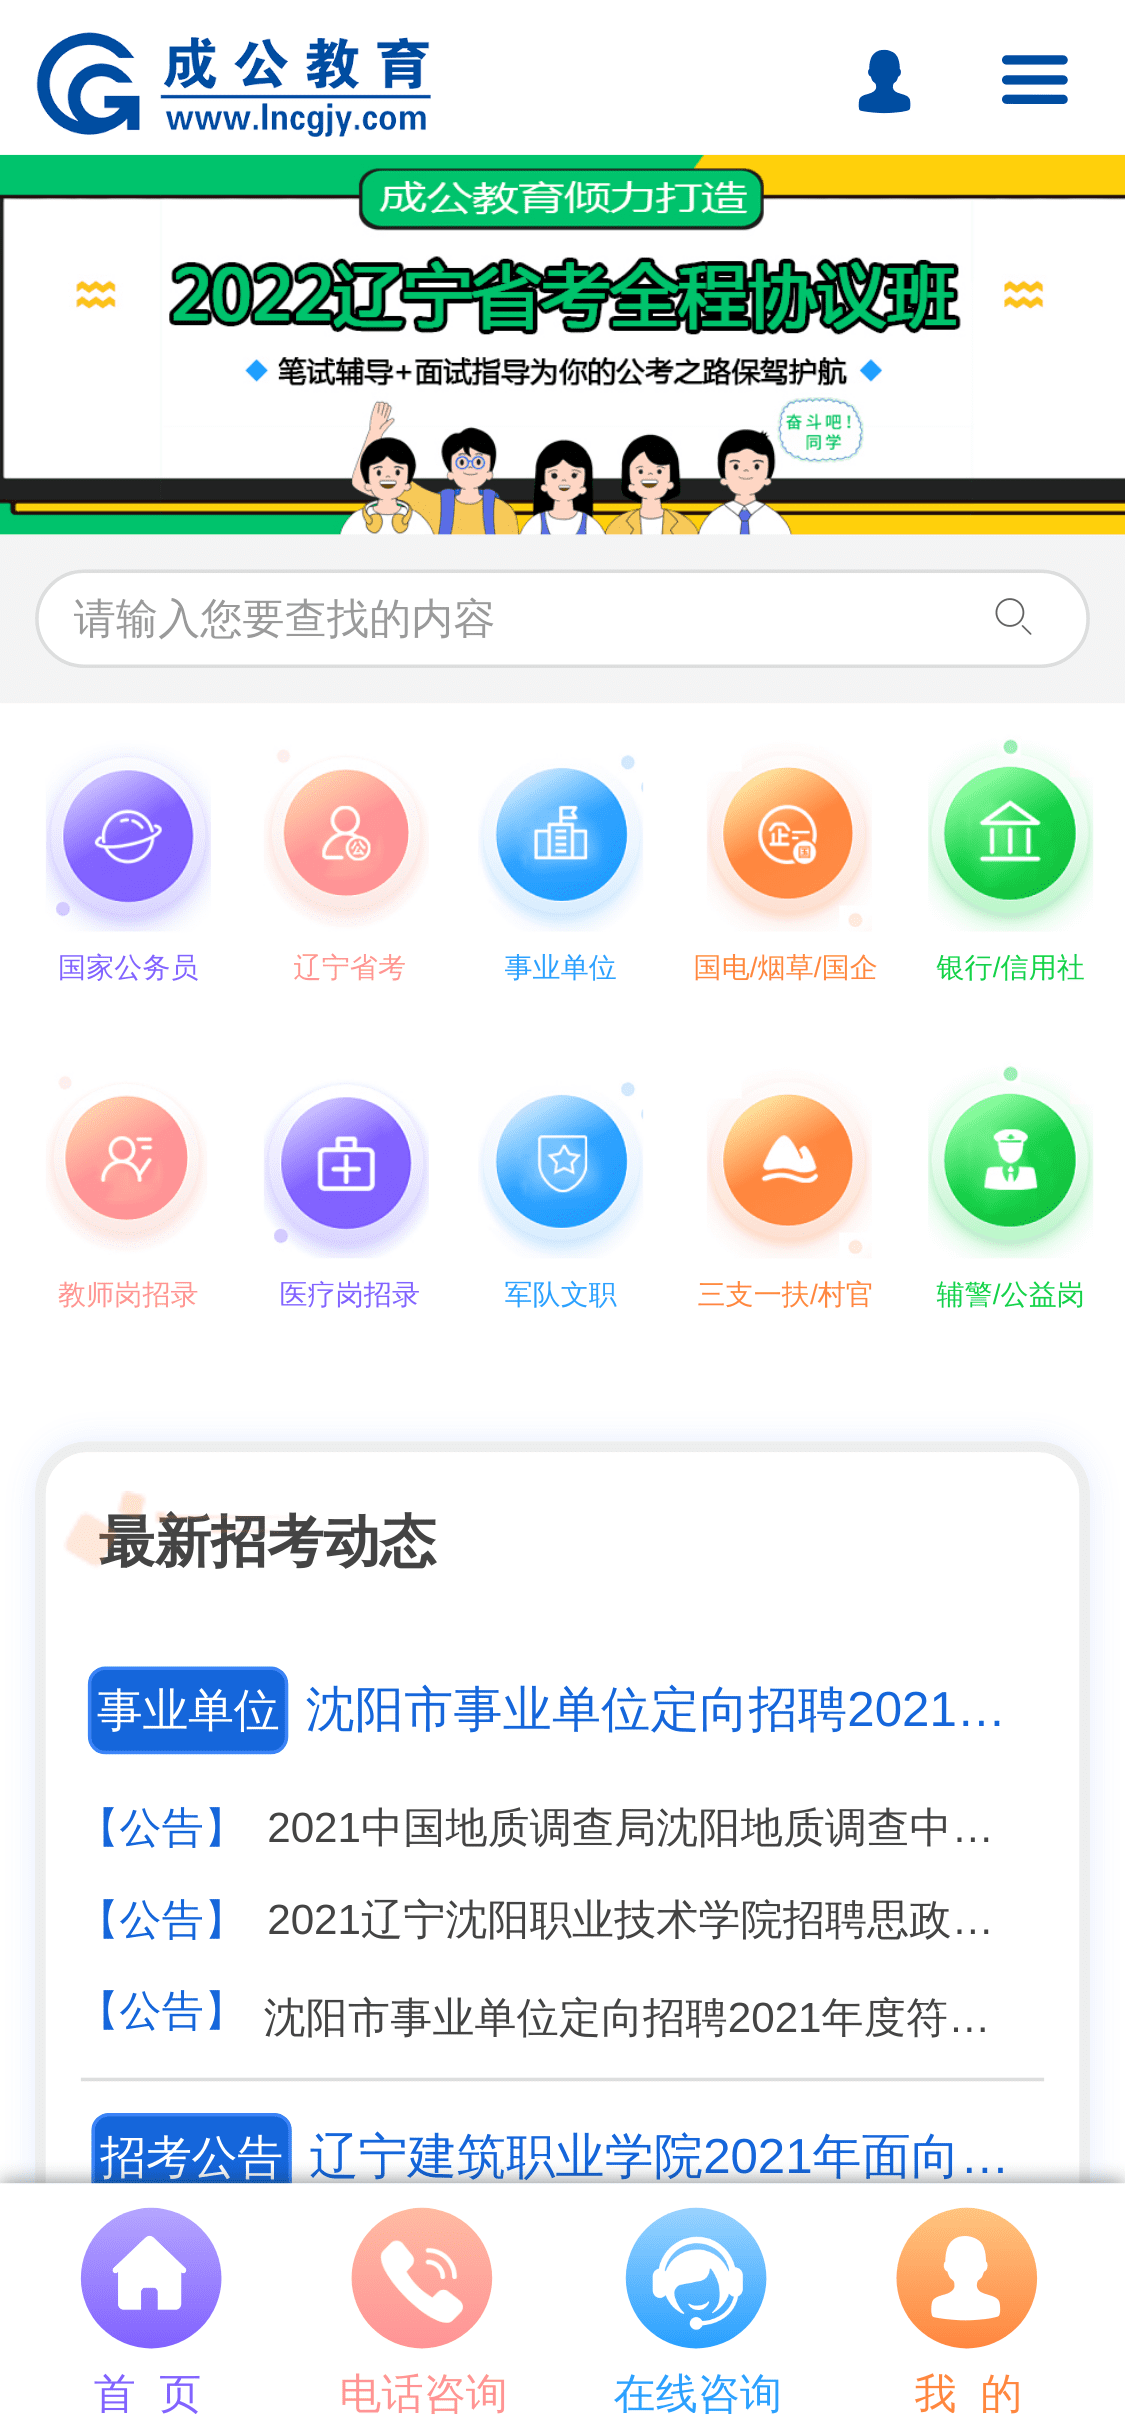 成公教育
www.lncgjy.com
成公教育倾力打造
2022辽宁省考全程协议班
笔试辅导+面试指导为你的公考之路保驾护航
奋斗吧!
同学
请输入您要查找的内容
公
企
国
国家公务员
辽宁省考
事业单位
国电/烟草/国企
银行/信用社
教师岗招录
医疗岗招录
军队文职
三支一扶/村官
辅警/公益岗
最新招考动态
事业单位 沈阳市事业单位定向招聘2021…
【公告】 2021中国地质调查局沈阳地质调查中…
【公告】 2021辽宁沈阳职业技术学院招聘思政…
【公告】 沈阳市事业单位定向招聘2021年度符…
招考公告 辽宁建筑职业学院2021年面向…
首 页
电话咨询
在线咨询
我 的